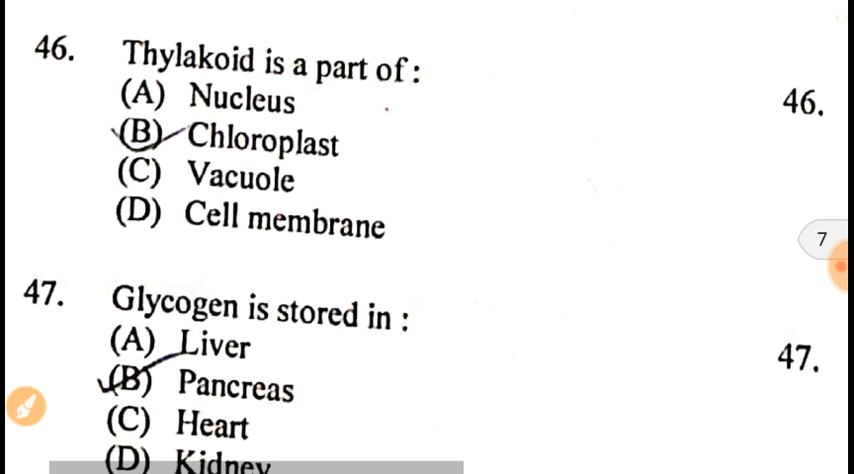 46. Thylakoid is a part of :
(A) Nucleus
(B) Chloroplast
(C) Vacuole
(D) Cell membrane
46.
7
47. Glycogen is stored in :
(A) Liver
(B) Pancreas
(C) Heart
(D) Kidney
47.